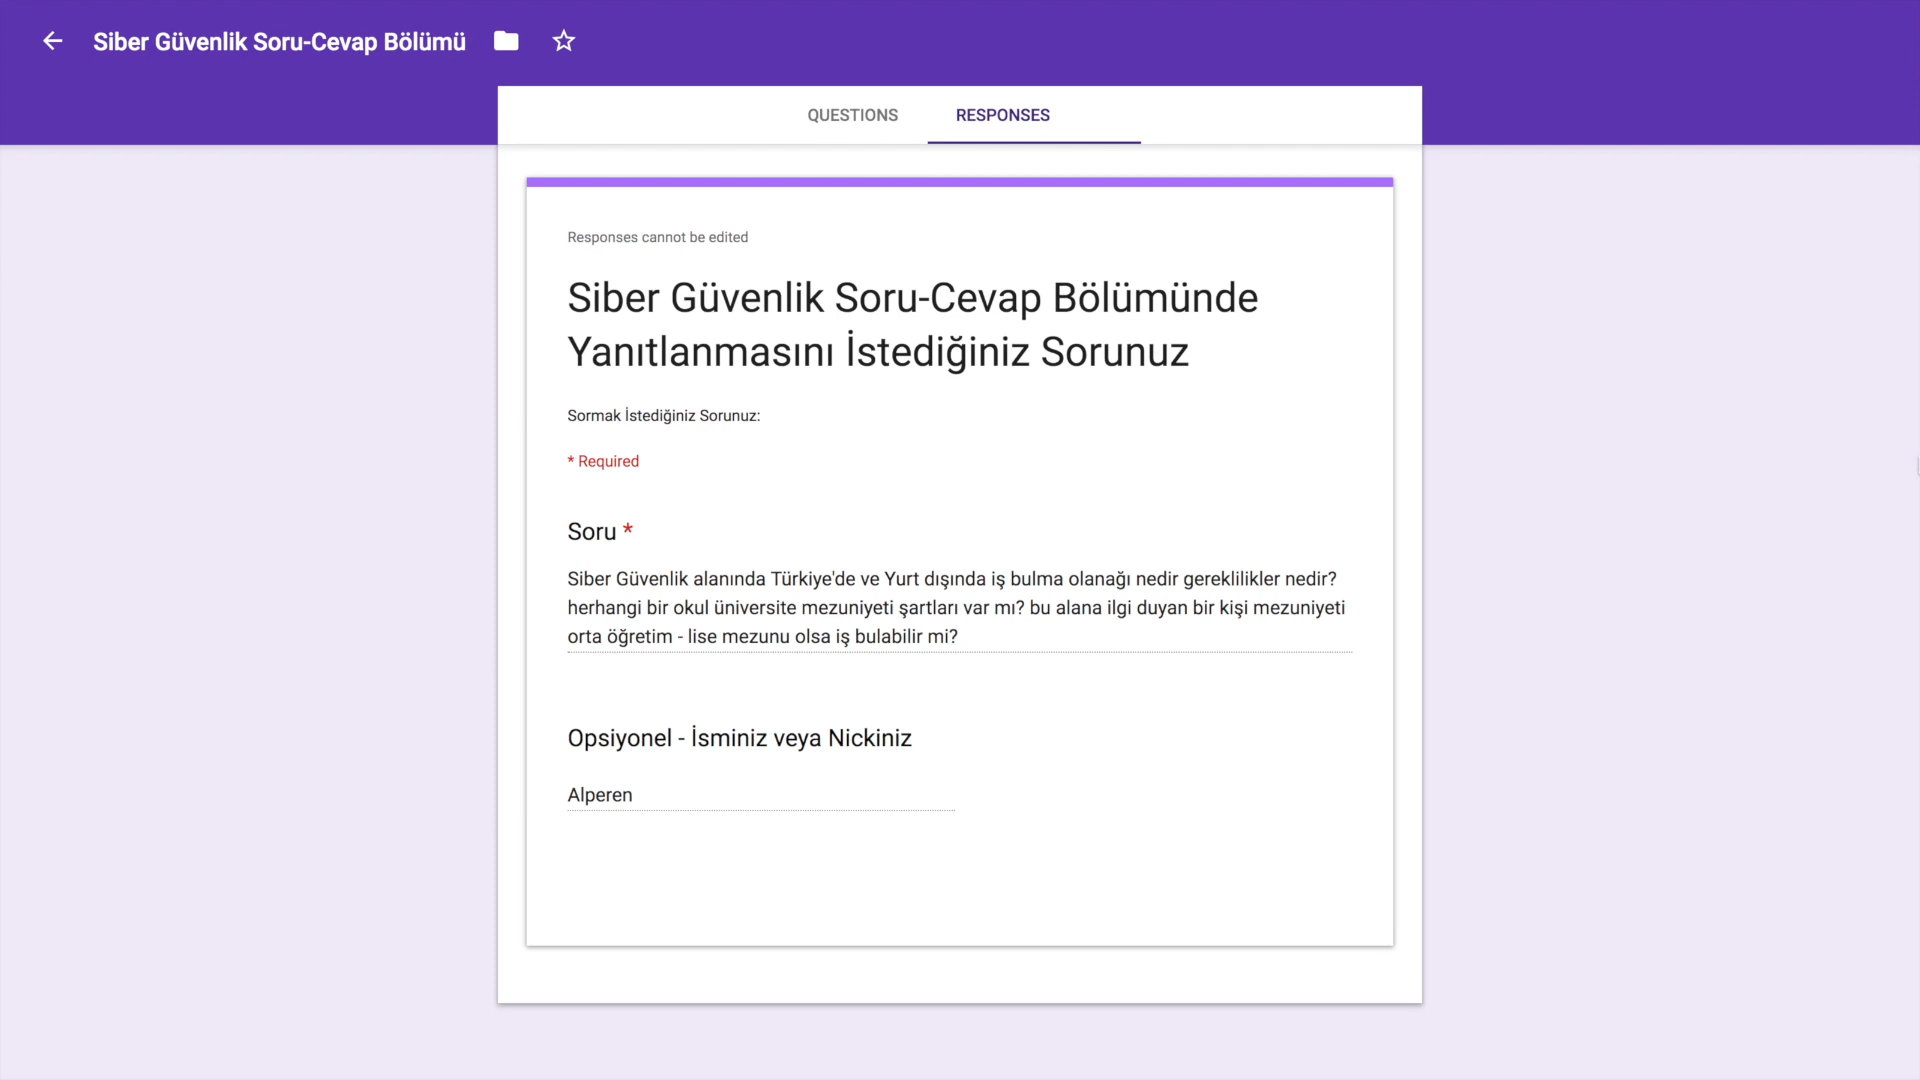 Siber Güvenlik Soru-Cevap Bölümü
QUESTIONS
RESPONSES
Responses cannot be edited
Siber Güvenlik Soru-Cevap Bölümünde
Yanıtlanmasını İstediğiniz Sorunuz
Sormak İstediğiniz Sorunuz:
* Required
Soru *
Siber Güvenlik alanında Türkiye'de ve Yurt dışında iş bulma olanağı nedir gereklilikler nedir?
herhangi bir okul üniversite mezuniyeti şartları var mı? bu alana ilgi duyan bir kişi mezuniyeti
orta öğretim - lise mezunu olsa iş bulabilir mi?
Opsiyonel - İsminiz veya Nickiniz
Alperen